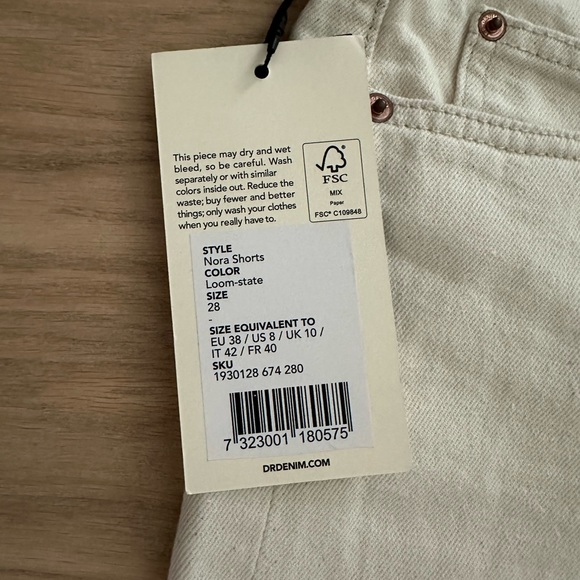 This piece may dry and wet
bleed, so be careful. Wash
separately or with similar
colors inside out. Reduce the
waste; buy fewer and better
things; only wash your clothes
when you really have to.
FSC
MIX
Paper
FSC® C109848
STYLE
Nora Shorts
COLOR
Loom-state
SIZE
28
-
SIZE EQUIVALENT TO
EU 38 / US 8 / UK 10 /
IT 42 / FR 40
SKU
1930128 674 280
7 323001 180575
DRDENIM.COM